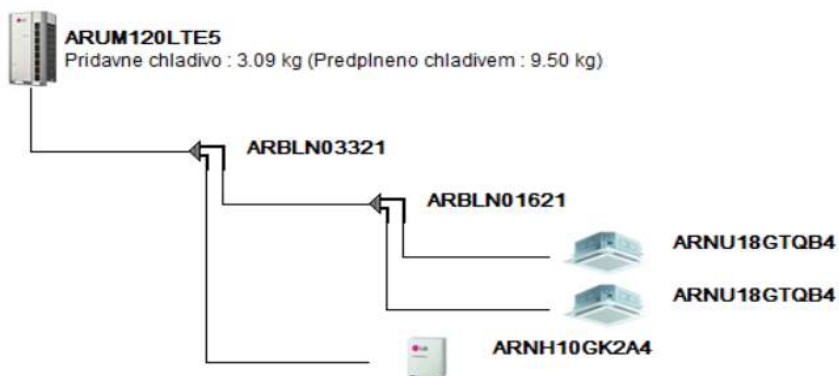 ARUM120LTE5
Pridavne chladivo : 3.09 kg (Predplneno chladivem : 9.50 kg)
ARBLN03321
ARBLN01621
ARNU18GTQB4
ARNU18GTQB4
ARNH10GK2A4